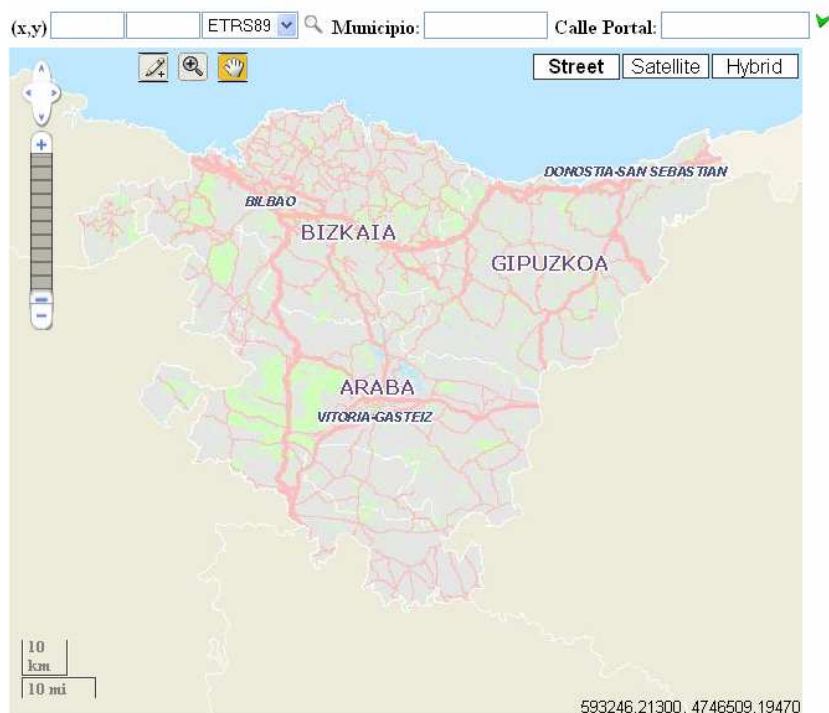 (x,y) ETRS89 Municipio: Calle Portal:
Street Satellite Hybrid
DONOSTIA-SAN SEBASTIAN
BILBAO
BIZKAIA
GIPUZKOA
ARABA
VITORIA-GASTEIZ
10
km
10 mi
593246.21300, 4746509.19470